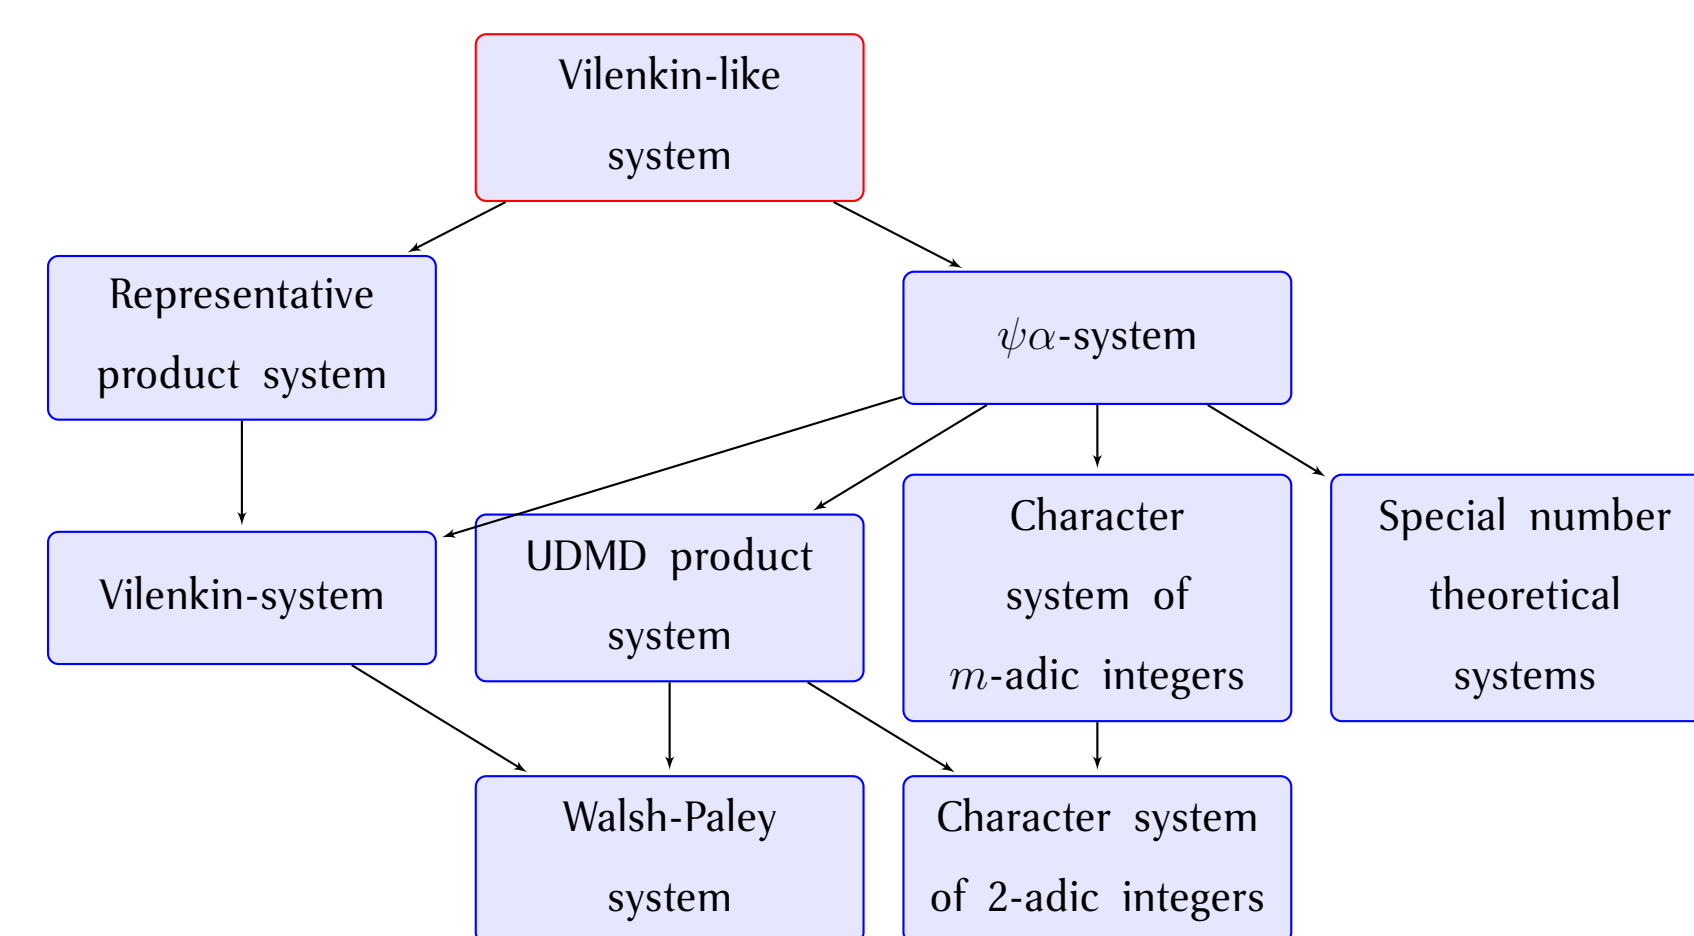 Vilenkin-like
system
Representative
product system
ψα-system
Vilenkin-system
UDMD product
system
Character
system of
m-adic integers
Special number
theoretical
systems
Walsh-Paley
system
Character system
of 2-adic integers